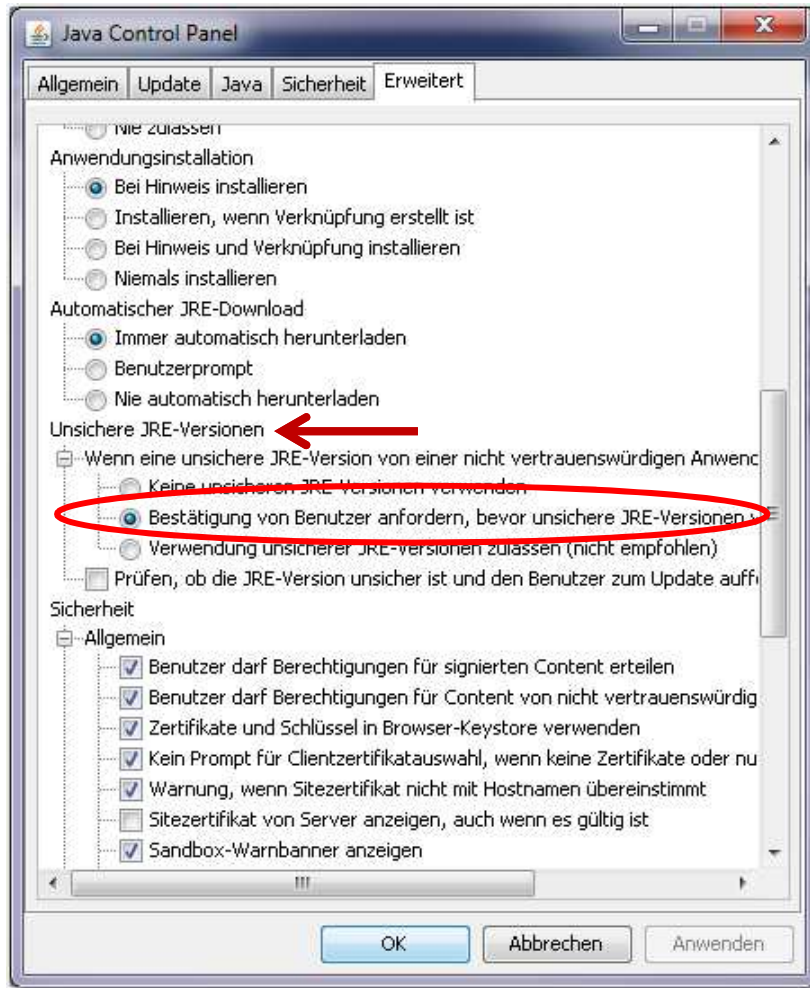 Java Control Panel
Allgemein Update Java Sicherheit Erweitert
Nie zulassen
Anwendungsinstallation
Bei Hinweis installieren
Installieren, wenn Verknüpfung erstellt ist
Bei Hinweis und Verknüpfung installieren
Niemals installieren
Automatischer JRE-Download
Immer automatisch herunterladen
Benutzerprompt
Nie automatisch herunterladen
Unsichere JRE-Versionen
Wenn eine unsichere JRE-Version von einer nicht vertrauenswürdigen Anwenc
Keine unsicheren JRE-Versionen verwenden
Bestätigung von Benutzer anfordern, bevor unsichere JRE-Versionen
Verwendung unsicherer JRE-Versionen zulassen (nicht empfohlen)
Prüfen, ob die JRE-Version unsicher ist und den Benutzer zum Update auff
Sicherheit
Allgemein
Benutzer darf Berechtigungen für signierten Content erteilen
Benutzer darf Berechtigungen für Content von nicht vertrauenswürdig
Zertifikate und Schlüssel in Browser-Keystore verwenden
Kein Prompt für Clientzertifikatauswahl, wenn keine Zertifikate oder nu
Warnung, wenn Sitezertifikat nicht mit Hostnamen übereinstimmt
Sitezertifikat von Server anzeigen, auch wenn es gültig ist
Sandbox-Warnbanner anzeigen
OK Abbrechen Anwenden